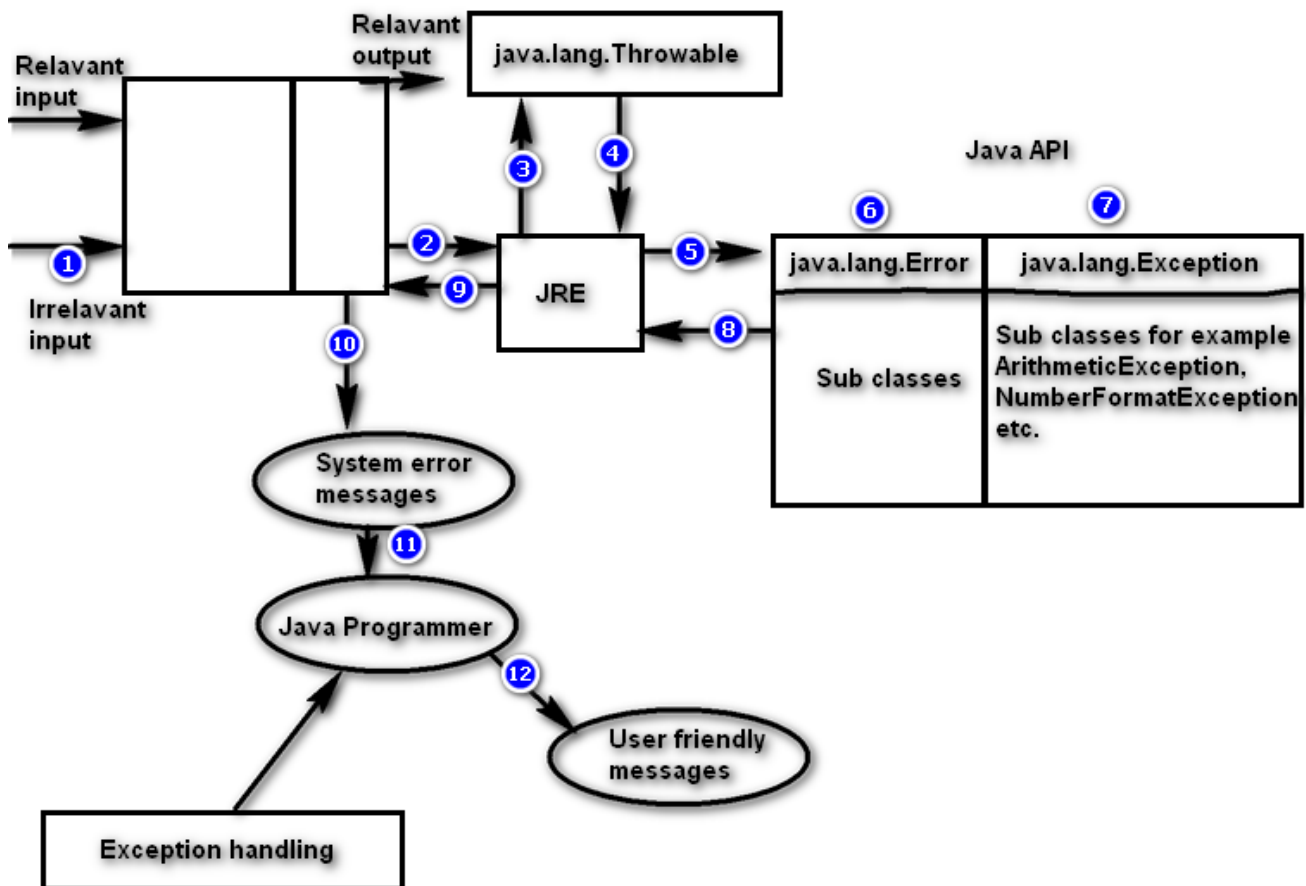 Relavant
output
java.lang.Throwable
Relavant
input
3
4
Java API
6
7
1
2
5
java.lang.Error
java.lang.Exception
9
JRE
8
Irrelavant
input
10
Sub classes
Sub classes for example
ArithmeticException,
NumberFormatException
etc.
System error
messages
11
Java Programmer
12
User friendly
messages
Exception handling